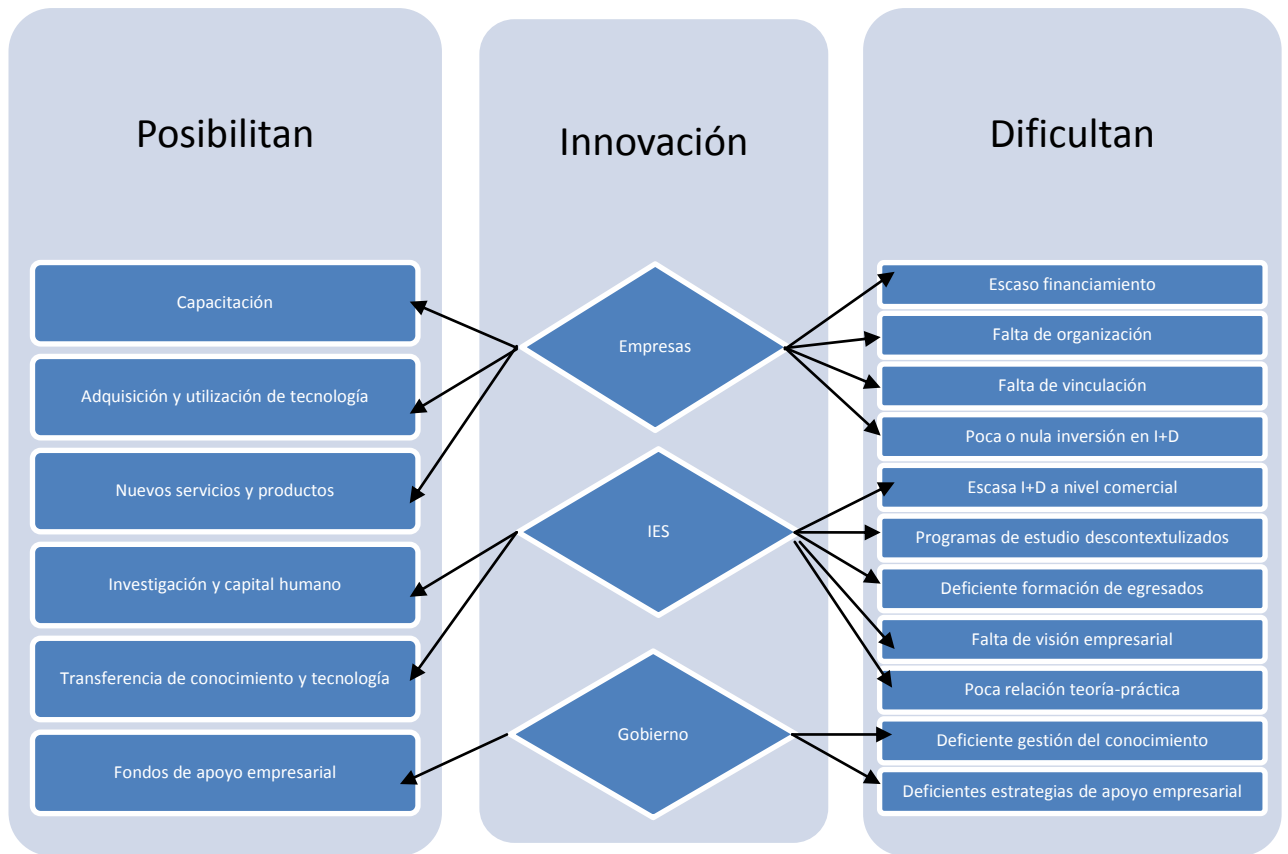 Posibilitan
Capacitación
Adquisición y utilización de tecnología
Nuevos servicios y productos
Investigación y capital humano
Transferencia de conocimiento y tecnología
Fondos de apoyo empresarial
Innovación
Empresas
IES
Gobierno
Dificultan
Escaso financiamiento
Falta de organización
Falta de vinculación
Poca o nula inversión en I+D
Escasa I+D a nivel comercial
Programas de estudio descontextulizados
Deficiente formación de egresados
Falta de visión empresarial
Poca relación teoría-práctica
Deficiente gestión del conocimiento
Deficientes estrategias de apoyo empresarial